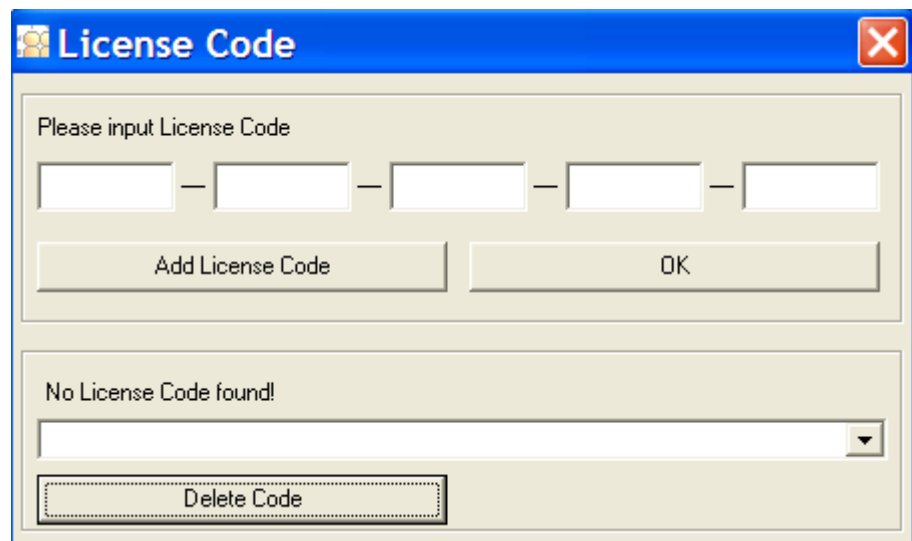 License Code
Please input License Code
— — — —
Add License Code OK
No License Code found!
Delete Code